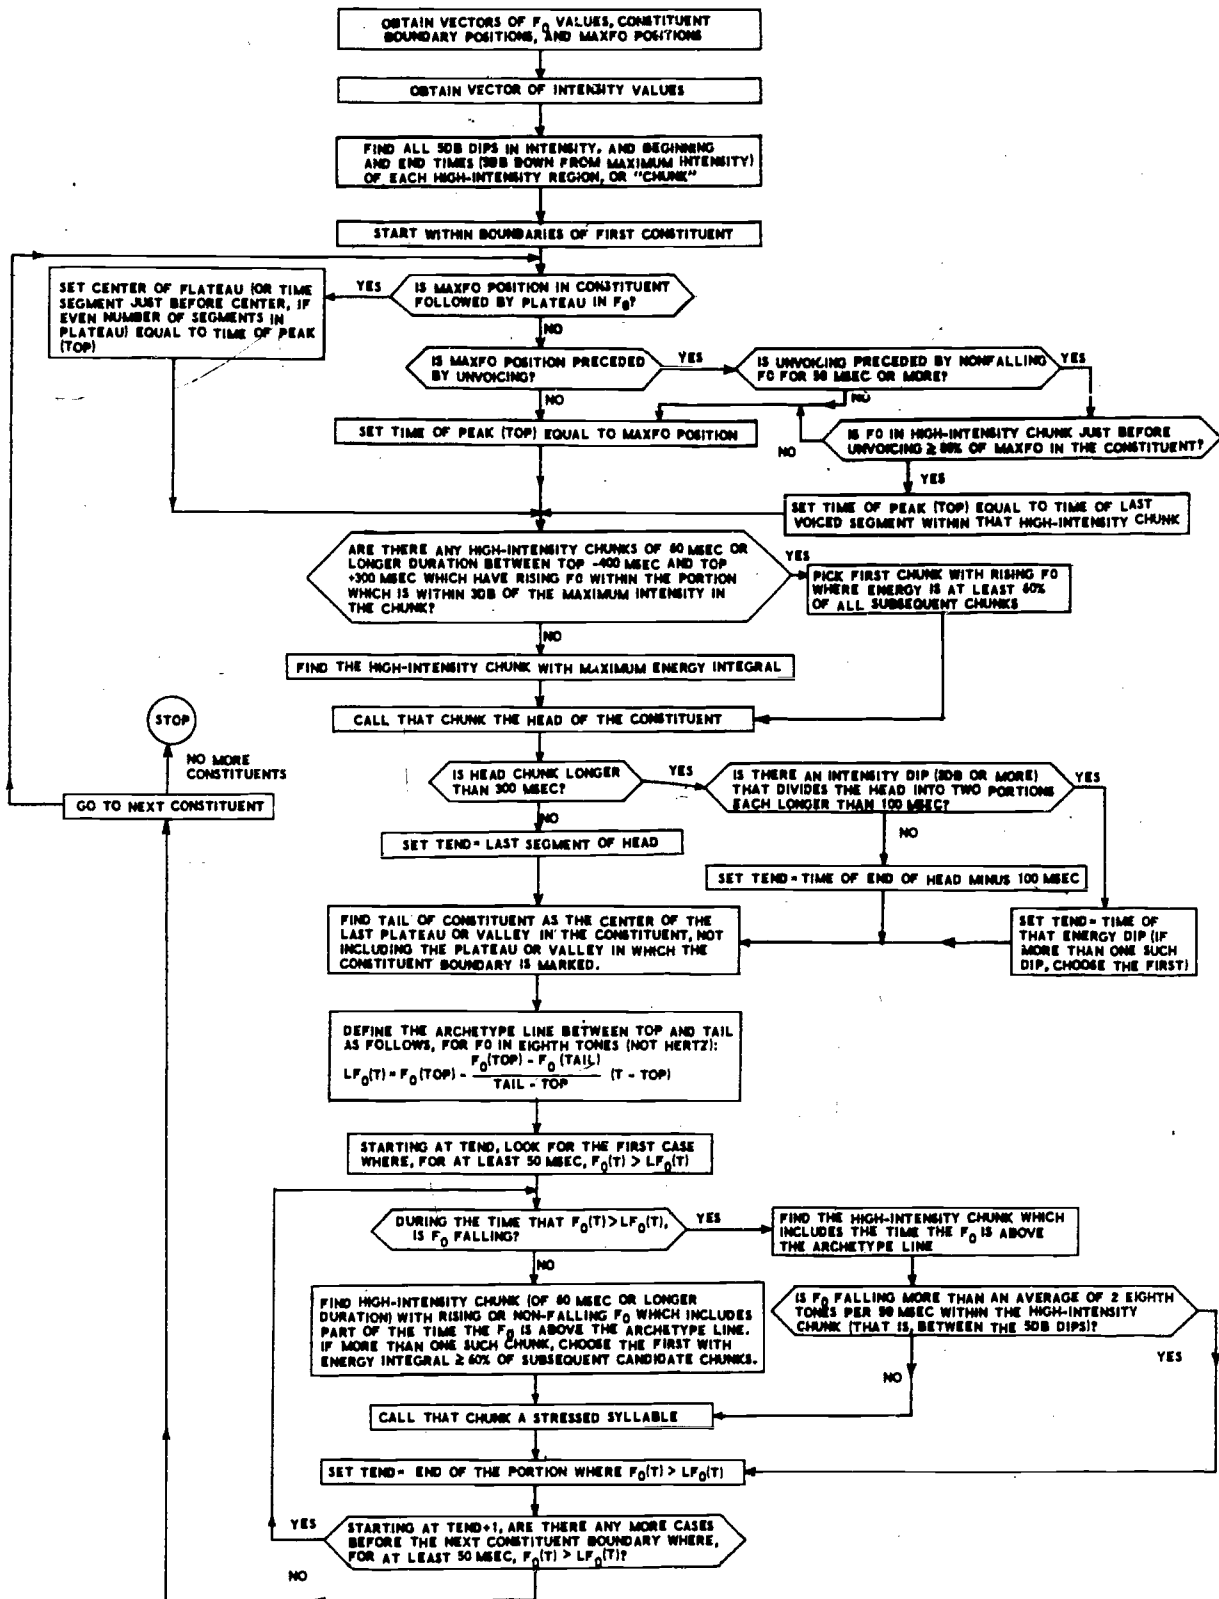 OBTAIN VECTORS OF F0 VALUES, CONSTITUENT
BOUNDARY POSITIONS, AND MAXFO POSITIONS
OBTAIN VECTOR OF INTENSITY VALUES
FIND ALL 5DB DIPS IN INTENSITY, AND BEGINNING
AND END TIMES (3DB DOWN FROM MAXIMUM INTENSITY)
OF EACH HIGH-INTENSITY REGION, OR "CHUNK"
START WITHIN BOUNDARIES OF FIRST CONSTITUENT
IS MAXFO POSITION IN CONSTITUENT
FOLLOWED BY PLATEAU IN F0?
YES
SET CENTER OF PLATEAU (OR TIME
SEGMENT JUST BEFORE CENTER, IF
EVEN NUMBER OF SEGMENTS IN
PLATEAU) EQUAL TO TIME OF PEAK
(TOP)
NO
IS MAXFO POSITION PRECEDED
BY UNVOICING?
YES
IS UNVOICING PRECEDED BY NONFALLING
F0 FOR 50 MSEC OR MORE?
YES
NO
NO
SET TIME OF PEAK (TOP) EQUAL TO MAXFO POSITION
IS F0 IN HIGH-INTENSITY CHUNK JUST BEFORE
UNVOICING ≥ % OF MAXFO IN THE CONSTITUENT?
NO
YES
SET TIME OF PEAK (TOP) EQUAL TO TIME OF LAST
VOICED SEGMENT WITHIN THAT HIGH-INTENSITY CHUNK
ARE THERE ANY HIGH-INTENSITY CHUNKS OF 60 MSEC OR
LONGER DURATION BETWEEN TOP -400 MSEC AND TOP
+300 MSEC WHICH HAVE RISING F0 WITHIN THE PORTION
WHICH IS WITHIN 3DB OF THE MAXIMUM INTENSITY IN
THE CHUNK?
YES
PICK FIRST CHUNK WITH RISING F0
WHERE ENERGY IS AT LEAST 60%
OF ALL SUBSEQUENT CHUNKS
NO
FIND THE HIGH-INTENSITY CHUNK WITH MAXIMUM ENERGY INTEGRAL
CALL THAT CHUNK THE HEAD OF THE CONSTITUENT
STOP
NO MORE
CONSTITUENTS
GO TO NEXT CONSTITUENT
IS HEAD CHUNK LONGER
THAN 300 MSEC?
YES
IS THERE AN INTENSITY DIP (3DB OR MORE)
THAT DIVIDES THE HEAD INTO TWO PORTIONS
EACH LONGER THAN 100 MSEC?
YES
NO
NO
SET TEND= LAST SEGMENT OF HEAD
SET TEND= TIME OF END OF HEAD MINUS 100 MSEC
FIND TAIL OF CONSTITUENT AS THE CENTER OF THE
LAST PLATEAU OR VALLEY IN THE CONSTITUENT, NOT
INCLUDING THE PLATEAU OR VALLEY IN WHICH THE
CONSTITUENT BOUNDARY IS MARKED.
SET TEND= TIME OF
THAT ENERGY DIP (IF
MORE THAN ONE SUCH
DIP, CHOOSE THE FIRST)
DEFINE THE ARCHETYPE LINE BETWEEN TOP AND TAIL
AS FOLLOWS, FOR F0 IN EIGHTH TONES (NOT HERTZ):
LF0(T) = F0(TOP) - F0(TOP) - F0(TAIL) / TAIL - TOP (T - TOP)
STARTING AT TEND, LOOK FOR THE FIRST CASE
WHERE, FOR AT LEAST 50 MSEC, F0(T) > LF0(T)
DURING THE TIME THAT F0(T)>LF0(T),
IS F0 FALLING?
YES
FIND THE HIGH-INTENSITY CHUNK WHICH
INCLUDES THE TIME THE F0 IS ABOVE
THE ARCHETYPE LINE
NO
FIND HIGH-INTENSITY CHUNK (OF 60 MSEC OR LONGER
DURATION) WITH RISING OR NON-FALLING F0 WHICH INCLUDES
PART OF THE TIME THE F0 IS ABOVE THE ARCHETYPE LINE.
IF MORE THAN ONE SUCH CHUNK, CHOOSE THE FIRST WITH
ENERGY INTEGRAL ≥ 60% OF SUBSEQUENT CANDIDATE CHUNKS.
IS F0 FALLING MORE THAN AN AVERAGE OF 2 EIGHTH
TONES PER 50 MSEC WITHIN THE HIGH-INTENSITY
CHUNK (THAT IS, BETWEEN THE 5DB DIPS)?
YES
NO
CALL THAT CHUNK A STRESSED SYLLABLE
SET TEND= END OF THE PORTION WHERE F0(T) > LF0(T)
YES
STARTING AT TEND+1, ARE THERE ANY MORE CASES
BEFORE THE NEXT CONSTITUENT BOUNDARY WHERE,
FOR AT LEAST 50 MSEC, F0(T) > LF0(T)?
NO